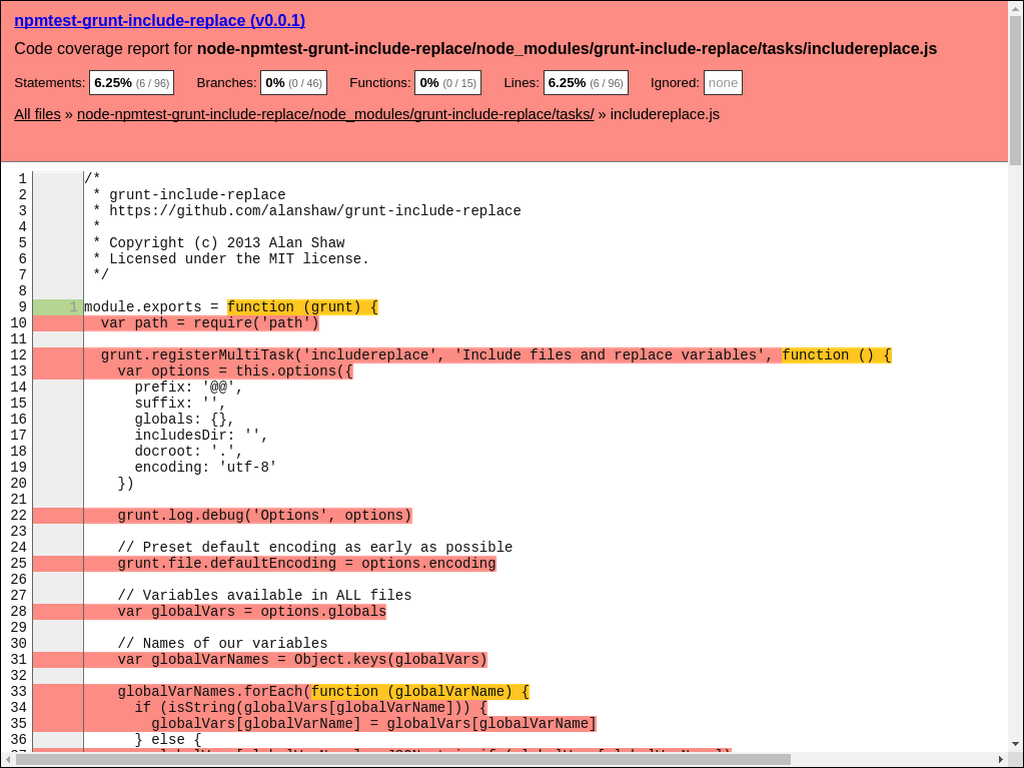 npmtest-grunt-include-replace (v0.0.1)
Code coverage report for node-npmtest-grunt-include-replace/node_modules/grunt-include-replace/tasks/includereplace.js
Statements: 6.25% (6 / 96) Branches: 0% (0 / 46) Functions: 0% (0 / 15) Lines: 6.25% (6 / 96) Ignored: none
All files » node-npmtest-grunt-include-replace/node_modules/grunt-include-replace/tasks/ » includereplace.js
1 /*
2 * grunt-include-replace
3 * https://github.com/alanshaw/grunt-include-replace
4 *
5 * Copyright (c) 2013 Alan Shaw
6 * Licensed under the MIT license.
7 */
8
9 1 module.exports = function (grunt) {
10 var path = require('path')
11
12 grunt.registerMultiTask('includereplace', 'Include files and replace variables', function () {
13 var options = this.options({
14 prefix: '@@',
15 suffix: '',
16 globals: {},
17 includesDir: '',
18 docroot: '.',
19 encoding: 'utf-8'
20 })
21
22 grunt.log.debug('Options', options)
23
24 // Preset default encoding as early as possible
25 grunt.file.defaultEncoding = options.encoding
26
27 // Variables available in ALL files
28 var globalVars = options.globals
29
30 // Names of our variables
31 var globalVarNames = Object.keys(globalVars)
32
33 globalVarNames.forEach(function (globalVarName) {
34 if (isString(globalVars[globalVarName])) {
35 globalVars[globalVarName] = globalVars[globalVarName]
36 } else {